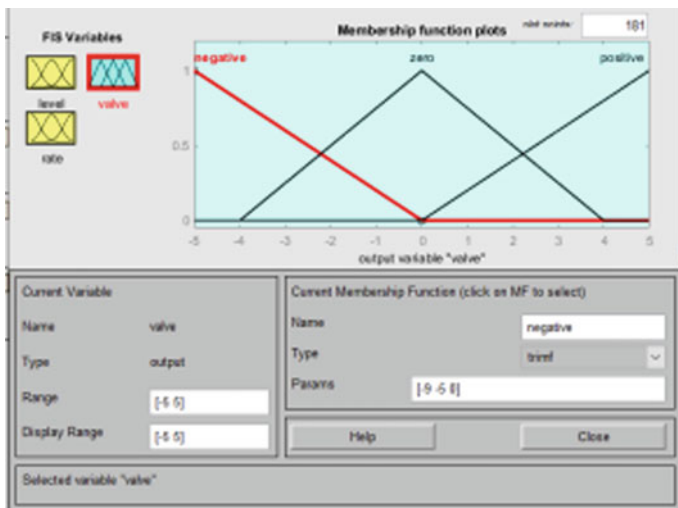 FIS Variables
Membership function plots
plot points:
181
level
valve
rate
negative
zero
positive
1
0.5
0
-5 -4 -3 -2 -1 0 1 2 3 4 5
output variable "valve"
Current Variable
Name valve
Type output
Range [-5 5]
Display Range [-5 5]
Current Membership Function (click on MF to select)
Name negative
Type trimf
Params [-9 -5 0]
Help
Close
Selected variable "valve"